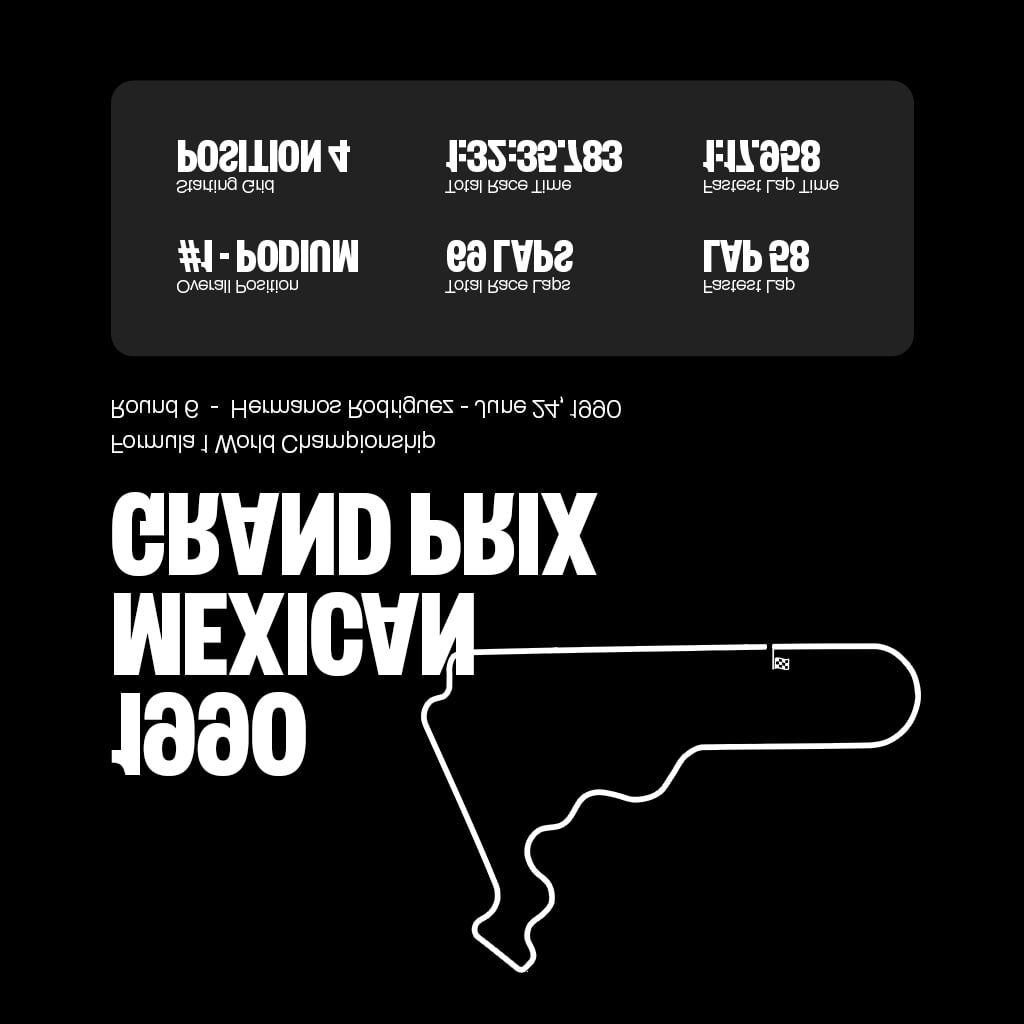 1990
MEXICAN
GRAND PRIX
Formula 1 World Championship
Round 6 - Hermanos Rodriguez - June 24, 1990
Overall Position
#1 - PODIUM
Total Race Laps
69 LAPS
Fastest Lap
LAP 58
Starting Grid
POSITION 4
Total Race Time
1:32:35.783
Fastest Lap Time
1:17.958